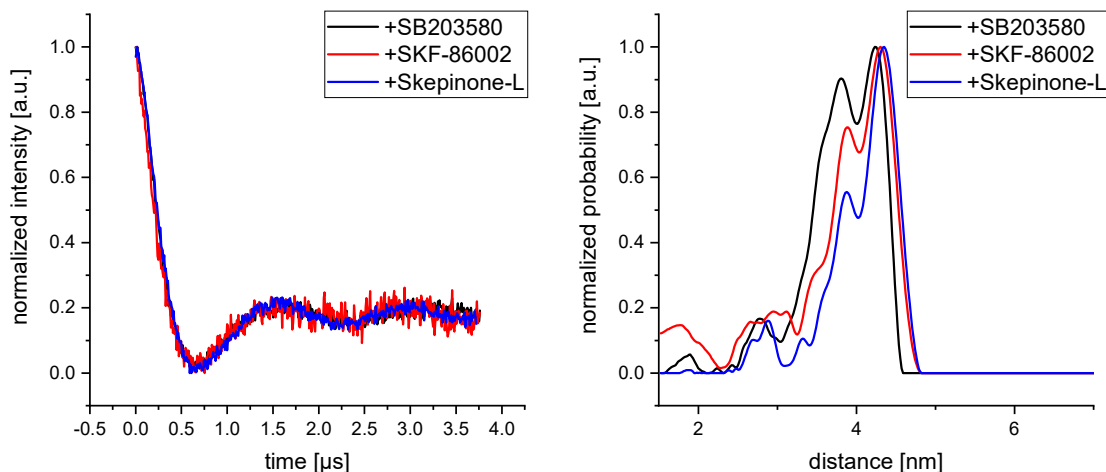 +SB203580
+SKF-86002
+Skepinone-L
1.0
0.8
0.6
0.4
0.2
0.0
normalized intensity [a.u.]
-0.5 0.0 0.5 1.0 1.5 2.0 2.5 3.0 3.5 4.0
time [µs]
+SB203580
+SKF-86002
+Skepinone-L
1.0
0.8
0.6
0.4
0.2
0.0
normalized probability [a.u.]
2 4 6
distance [nm]